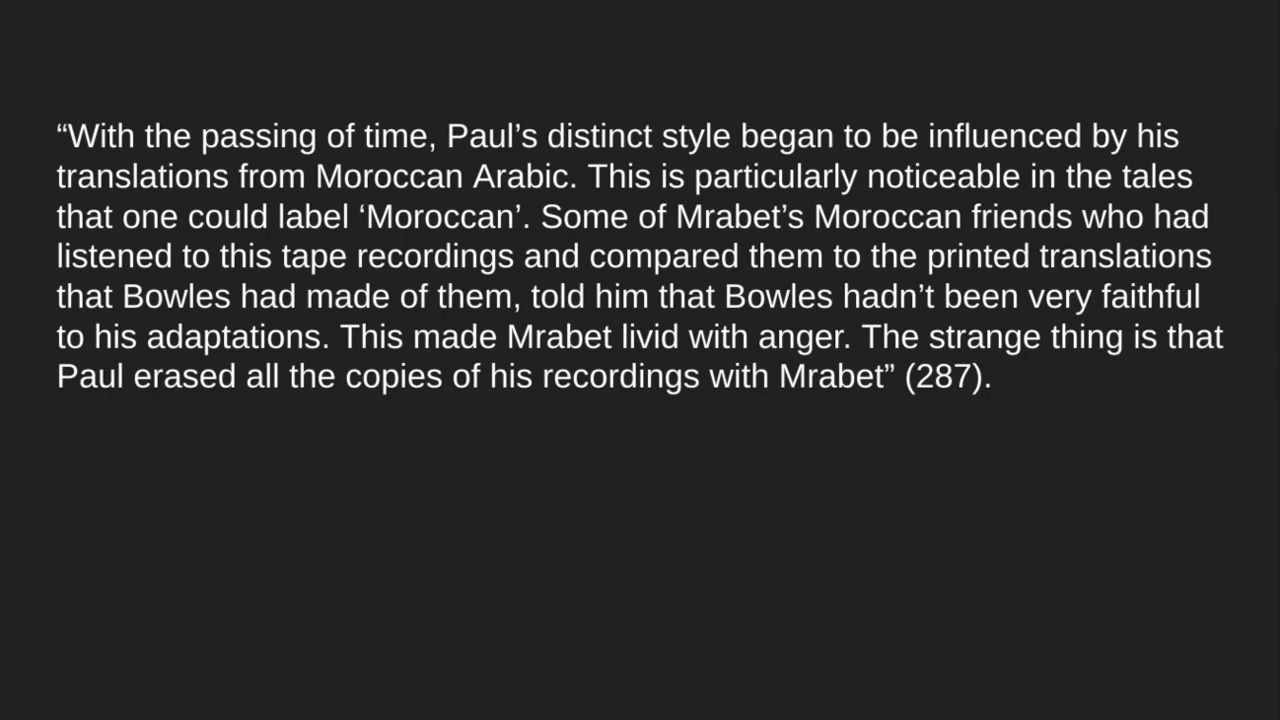 “With the passing of time, Paul’s distinct style began to be influenced by his
translations from Moroccan Arabic. This is particularly noticeable in the tales
that one could label ‘Moroccan’. Some of Mrabet’s Moroccan friends who had
listened to this tape recordings and compared them to the printed translations
that Bowles had made of them, told him that Bowles hadn’t been very faithful
to his adaptations. This made Mrabet livid with anger. The strange thing is that
Paul erased all the copies of his recordings with Mrabet” (287).